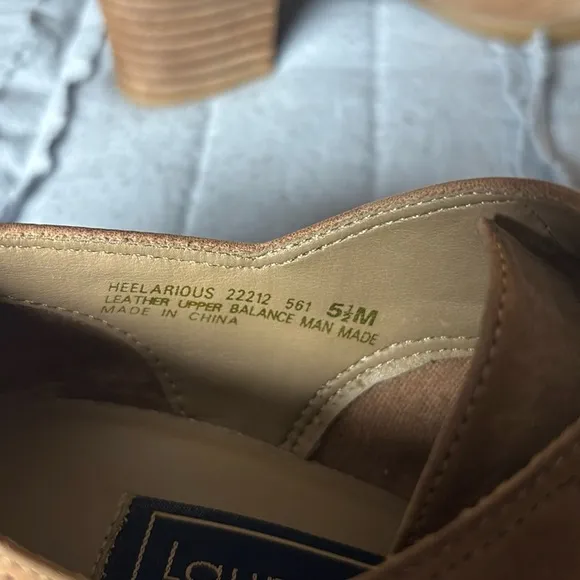 HEELARIOUS 22212 561 5½M
LEATHER UPPER BALANCE MAN MADE
MADE IN CHINA